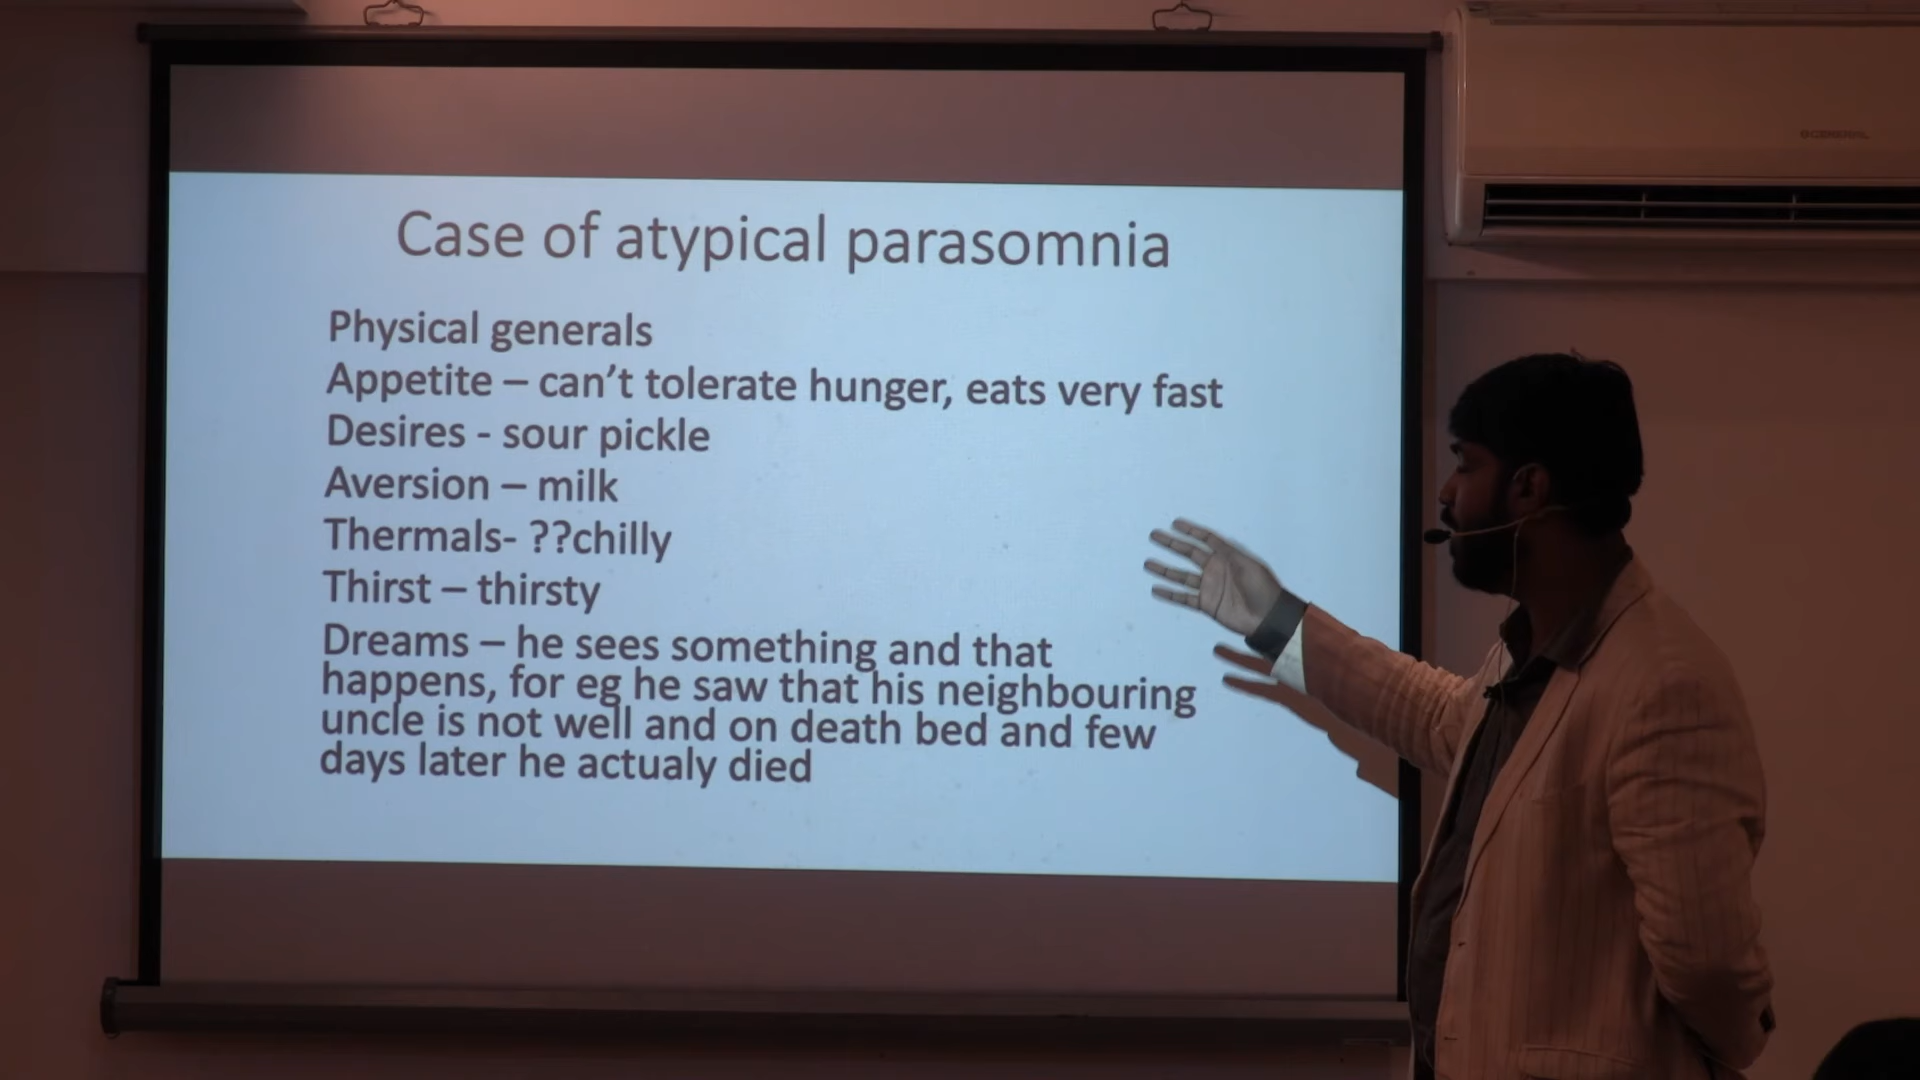 Case of atypical parasomnia
Physical generals
Appetite – can't tolerate hunger, eats very fast
Desires - sour pickle
Aversion – milk
Thermals- ??chilly
Thirst – thirsty
Dreams – he sees something and that
happens, for eg he saw that his neighbouring
uncle is not well and on death bed and few
days later he actualy died
GENERAL